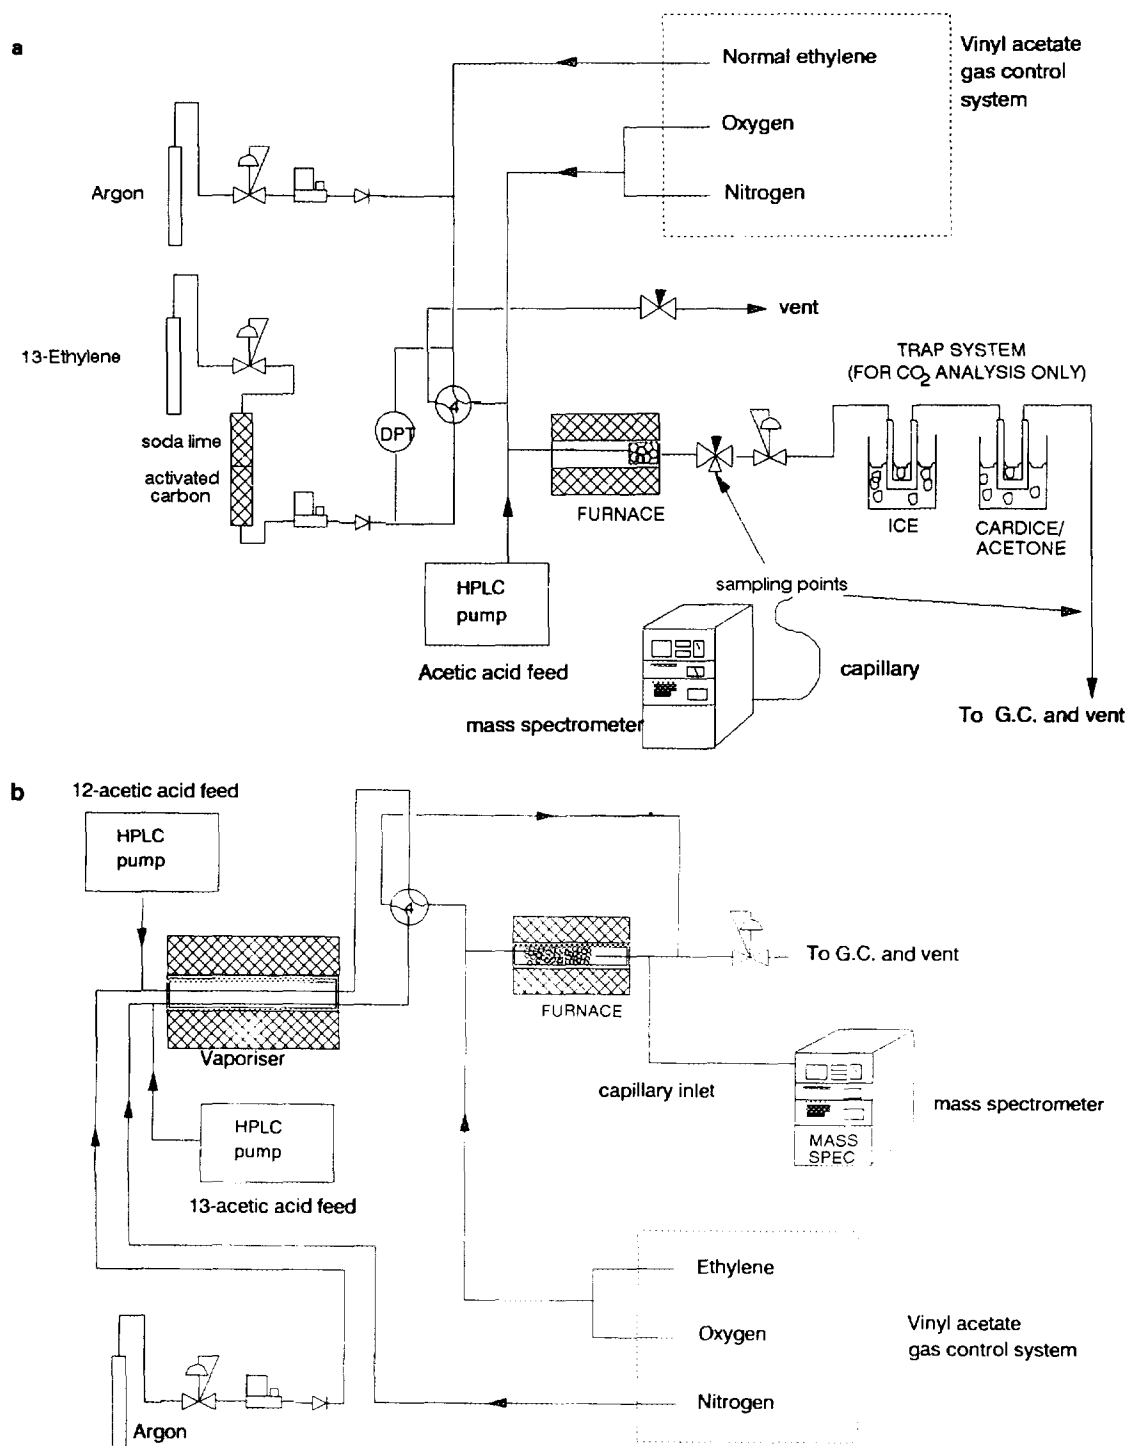 a
Normal ethylene
Oxygen
Nitrogen
Vinyl acetate
gas control
system
Argon
13-Ethylene
soda lime
activated
carbon
DPT
4
vent
TRAP SYSTEM
(FOR CO2 ANALYSIS ONLY)
FURNACE
ICE
CARDICE/
ACETONE
HPLC
pump
Acetic acid feed
sampling points
capillary
mass spectrometer
To G.C. and vent
b
12-acetic acid feed
HPLC
pump
4
Vaporiser
FURNACE
To G.C. and vent
capillary inlet
MASS
SPEC
mass spectrometer
HPLC
pump
13-acetic acid feed
Ethylene
Oxygen
Nitrogen
Vinyl acetate
gas control system
Argon